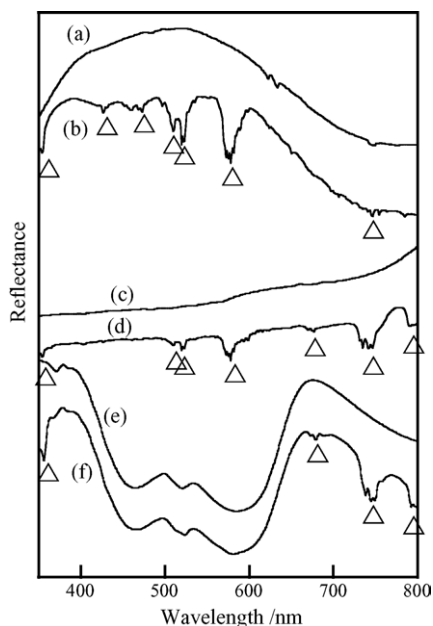 (a)
(b)
(c)
(d)
(e)
(f)
Reflectance
400 500 600 700 800
Wavelength /nm